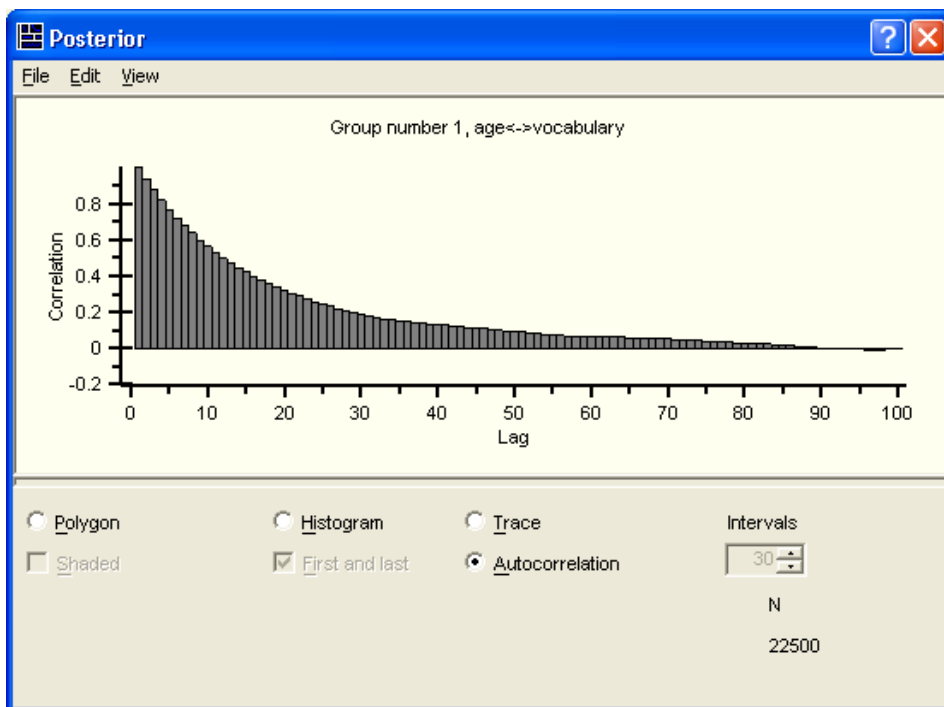 Posterior
File Edit View
Group number 1, age<->vocabulary
Correlation
0.8
0.6
0.4
0.2
0
-0.2
0 10 20 30 40 50 60 70 80 90 100
Lag
Polygon Histogram Trace Intervals
Shaded First and last Autocorrelation 30
N
22500